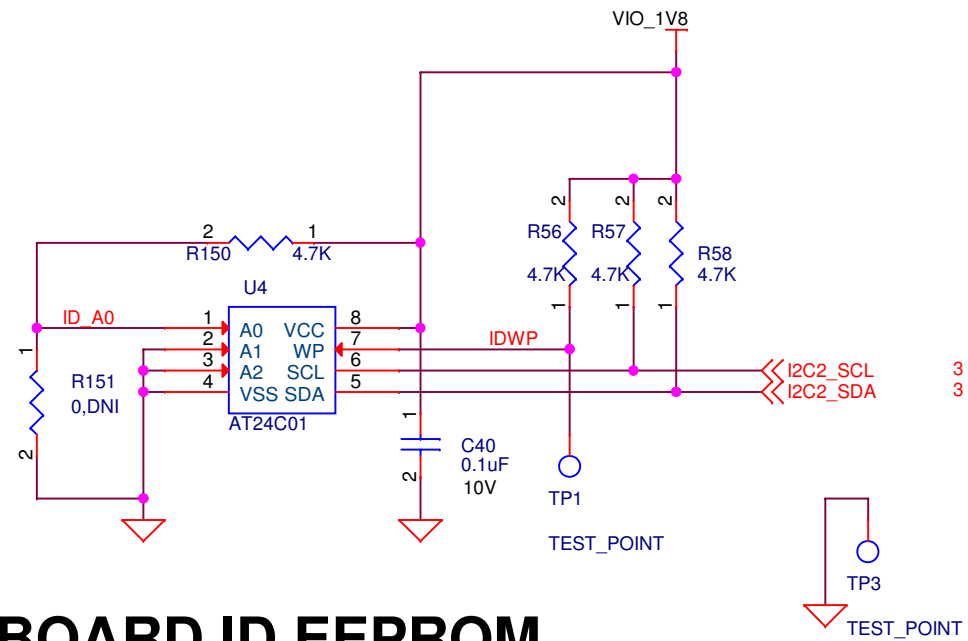 VIO_1V8
2
2
2
R56
R57
R58
4.7K
4.7K
4.7K
1
1
1
2
1
R150
4.7K
U4
ID_A0
1
A0
VCC
8
2
A1
WP
7
IDWP
3
A2
SCL
6
4
VSS
SDA
5
AT24C01
I2C2_SCL
3
I2C2_SDA
3
1
R151
0,DNI
2
1
C40
0.1uF
10V
2
TP1
TEST_POINT
TP3
TEST_POINT
BOARD ID EEPROM